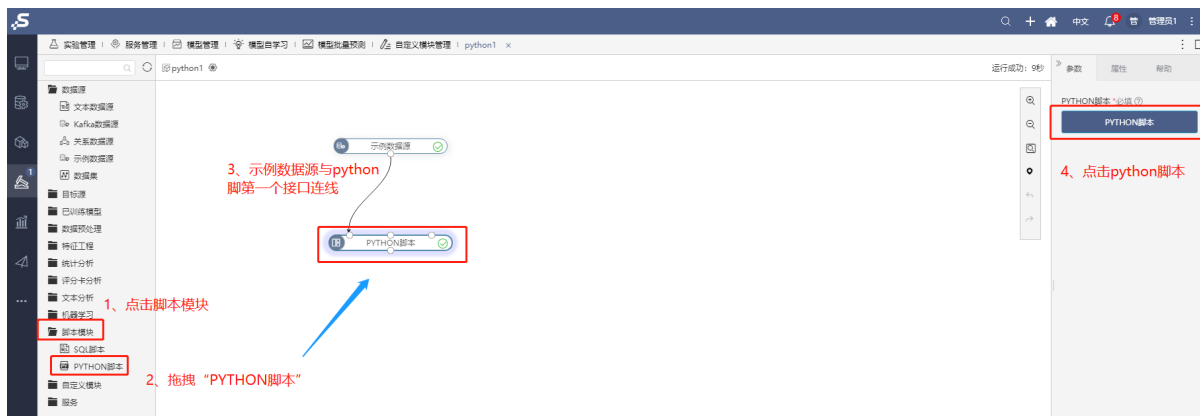 中文
8
管
管理员1
实验管理
服务管理
模型管理
模型自学习
模型批量预测
自定义模块管理
python1 ×
python1
运行成功: 9秒
参数
属性
帮助
数据源
文本数据源
Kafka数据源
关系数据源
示例数据源
数据集
目标源
已训练模型
数据预处理
特征工程
统计分析
评分卡分析
文本分析
机器学习
脚本模块
SQL脚本
PYTHON脚本
自定义模块
服务
1
示例数据源
3、示例数据源与python
脚第一个接口连线
PYTHON脚本
1、点击脚本模块
2、拖拽“PYTHON脚本”
PYTHON脚本 *必填
PYTHON脚本
4、点击python脚本